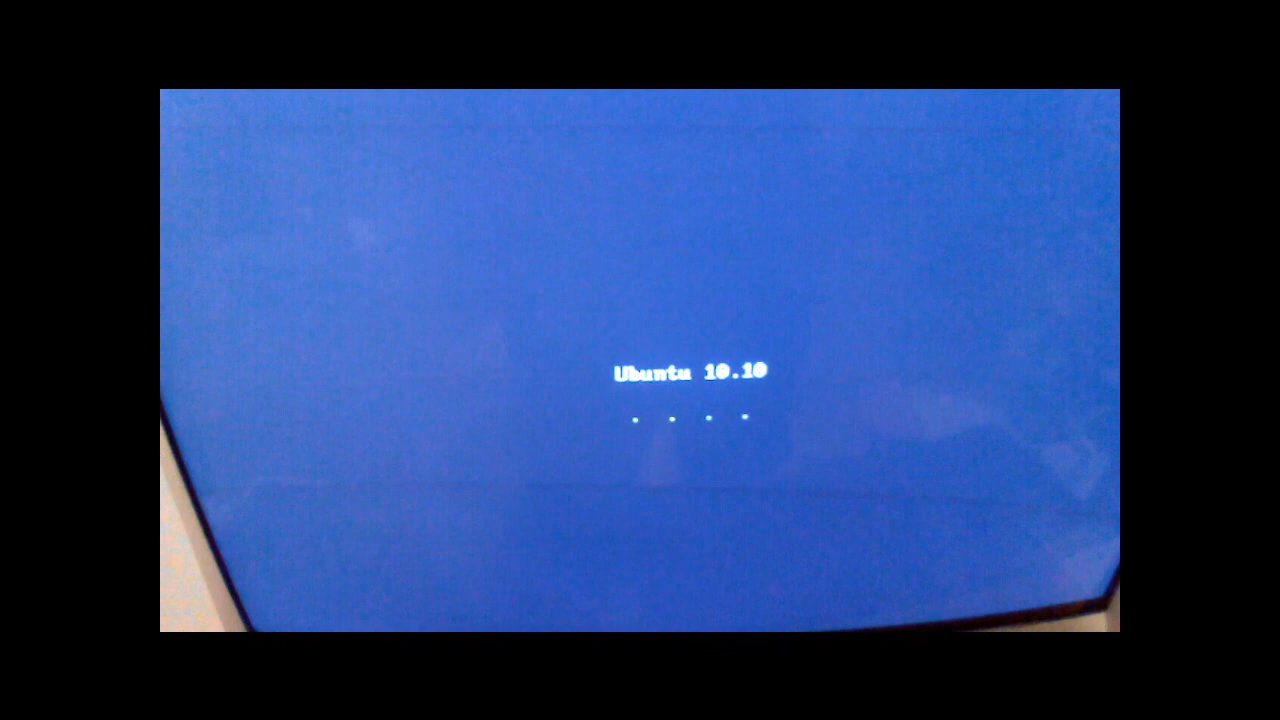 Ubuntu 10.10
. . . .